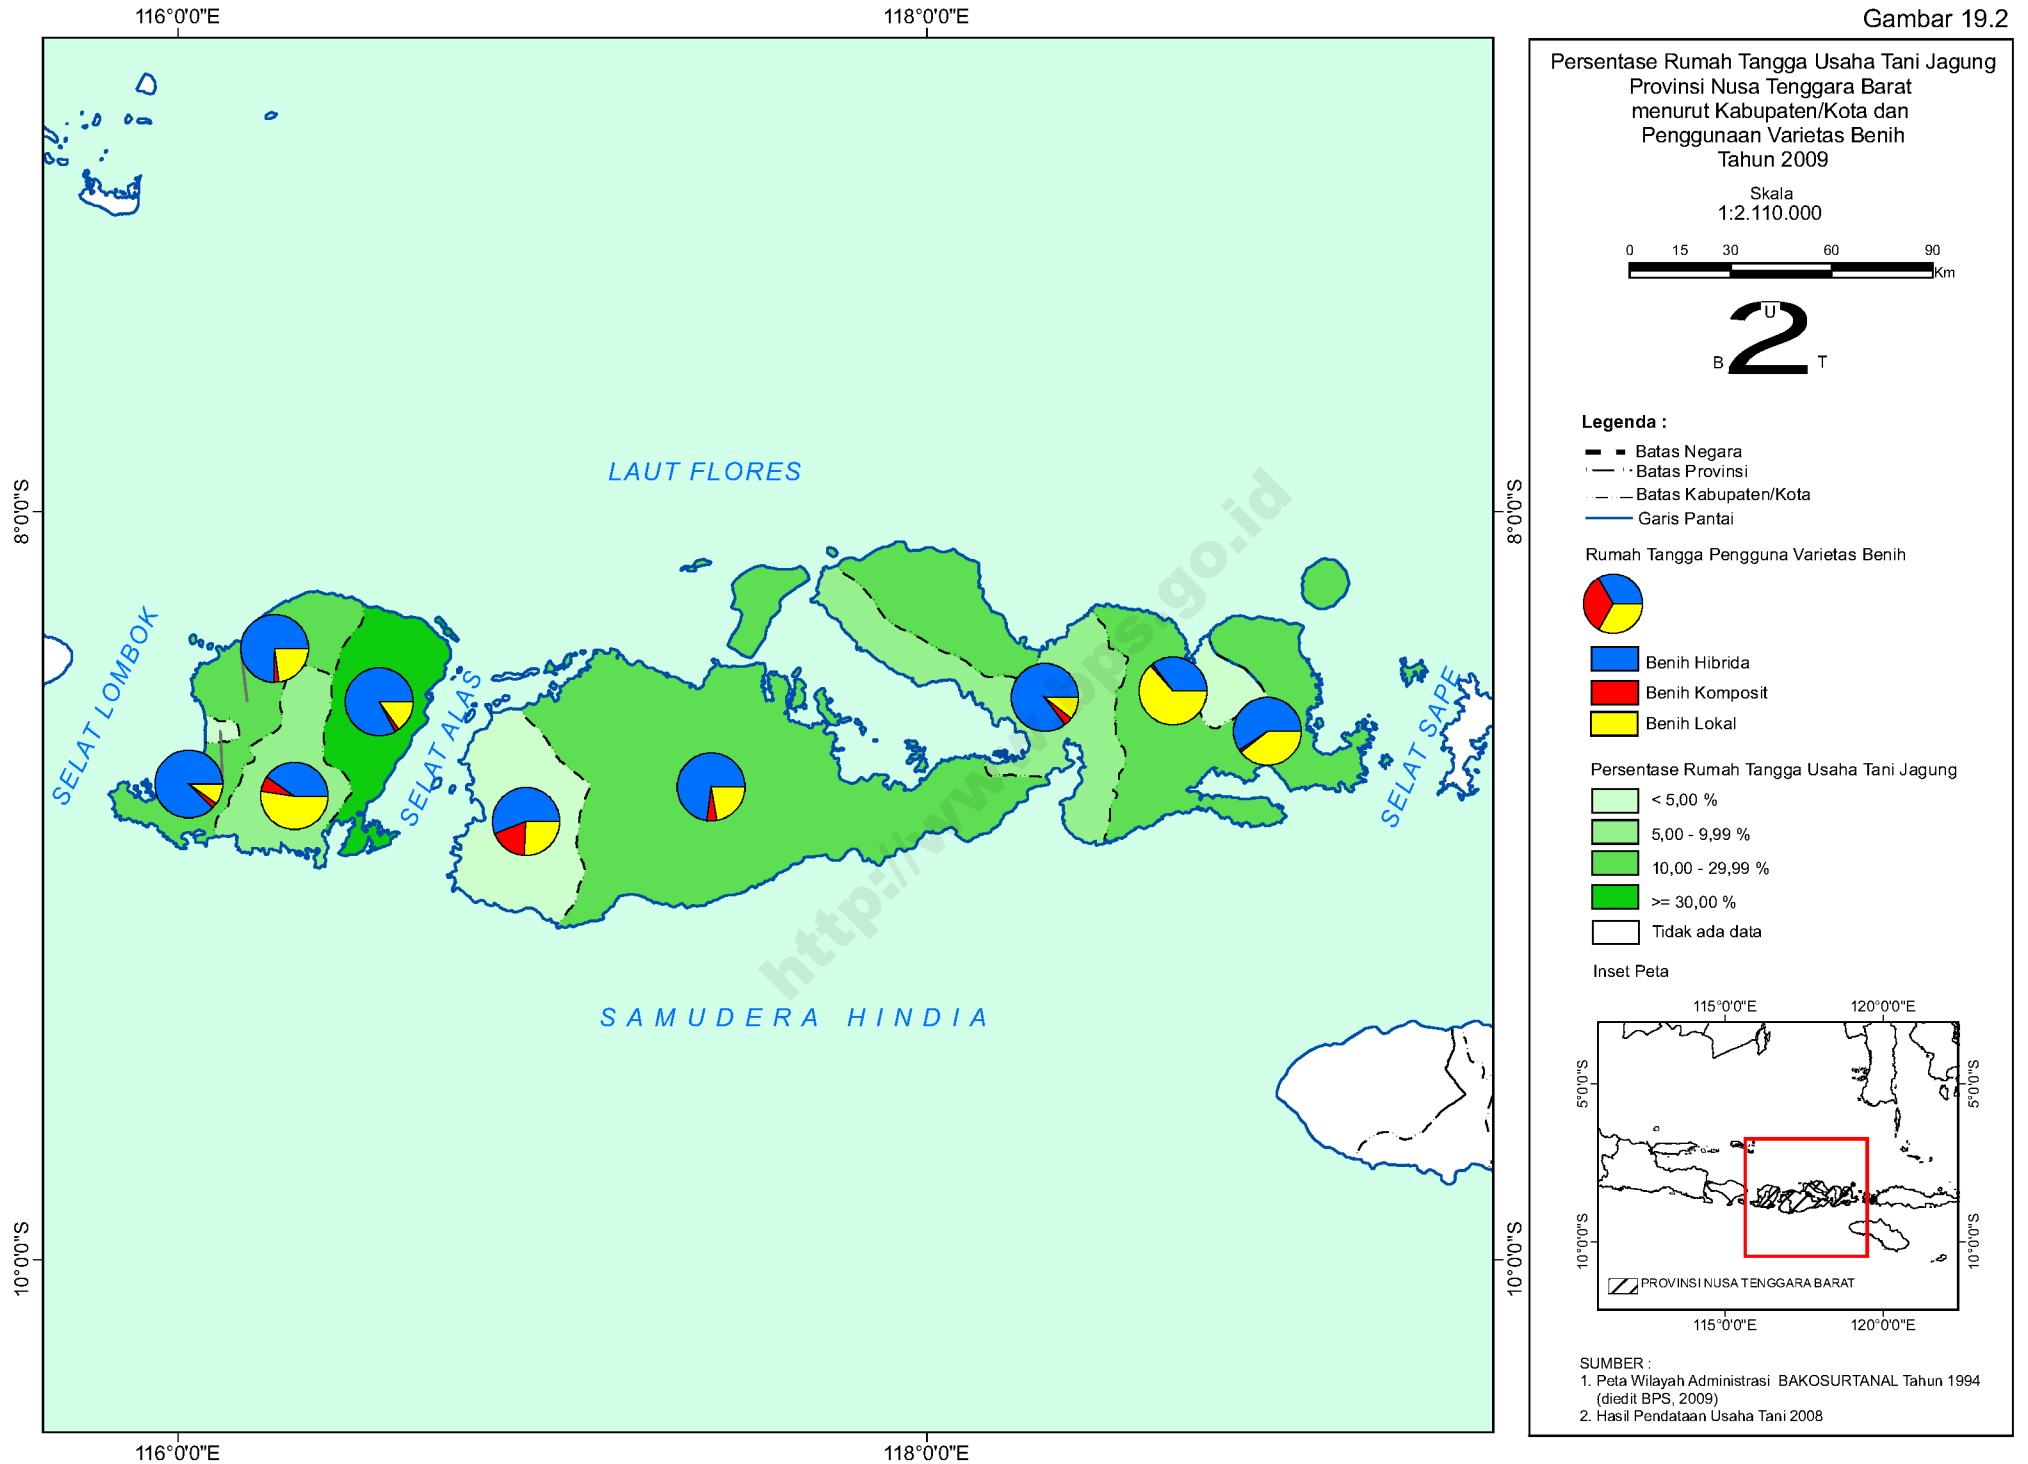 116°0'0"E
118°0'0"E
Gambar 19.2
Persentase Rumah Tangga Usaha Tani Jagung
Provinsi Nusa Tenggara Barat
menurut Kabupaten/Kota dan
Penggunaan Varietas Benih
Tahun 2009
Skala
1:2.110.000
0 15 30 60 90
Km
U
B T
Legenda :
Batas Negara
Batas Provinsi
Batas Kabupaten/Kota
Garis Pantai
Rumah Tangga Pengguna Varietas Benih
Benih Hibrida
Benih Komposit
Benih Lokal
Persentase Rumah Tangga Usaha Tani Jagung
< 5,00 %
5,00 - 9,99 %
10,00 - 29,99 %
>= 30,00 %
Tidak ada data
Inset Peta
115°0'0"E 120°0'0"E
5°0'0"S
5°0'0"S
10°0'0"S
10°0'0"S
PROVINSI NUSA TENGGARA BARAT
115°0'0"E 120°0'0"E
SUMBER :
1. Peta Wilayah Administrasi BAKOSURTANAL Tahun 1994
(diedit BPS, 2009)
2. Hasil Pendataan Usaha Tani 2008
LAUT FLORES
8°0'0"S
8°0'0"S
SELAT LOMBOK
SELAT ALAS
SELAT SAPE
http://www.bps.go.id
SAMUDERA HINDIA
10°0'0"S
10°0'0"S
116°0'0"E
118°0'0"E